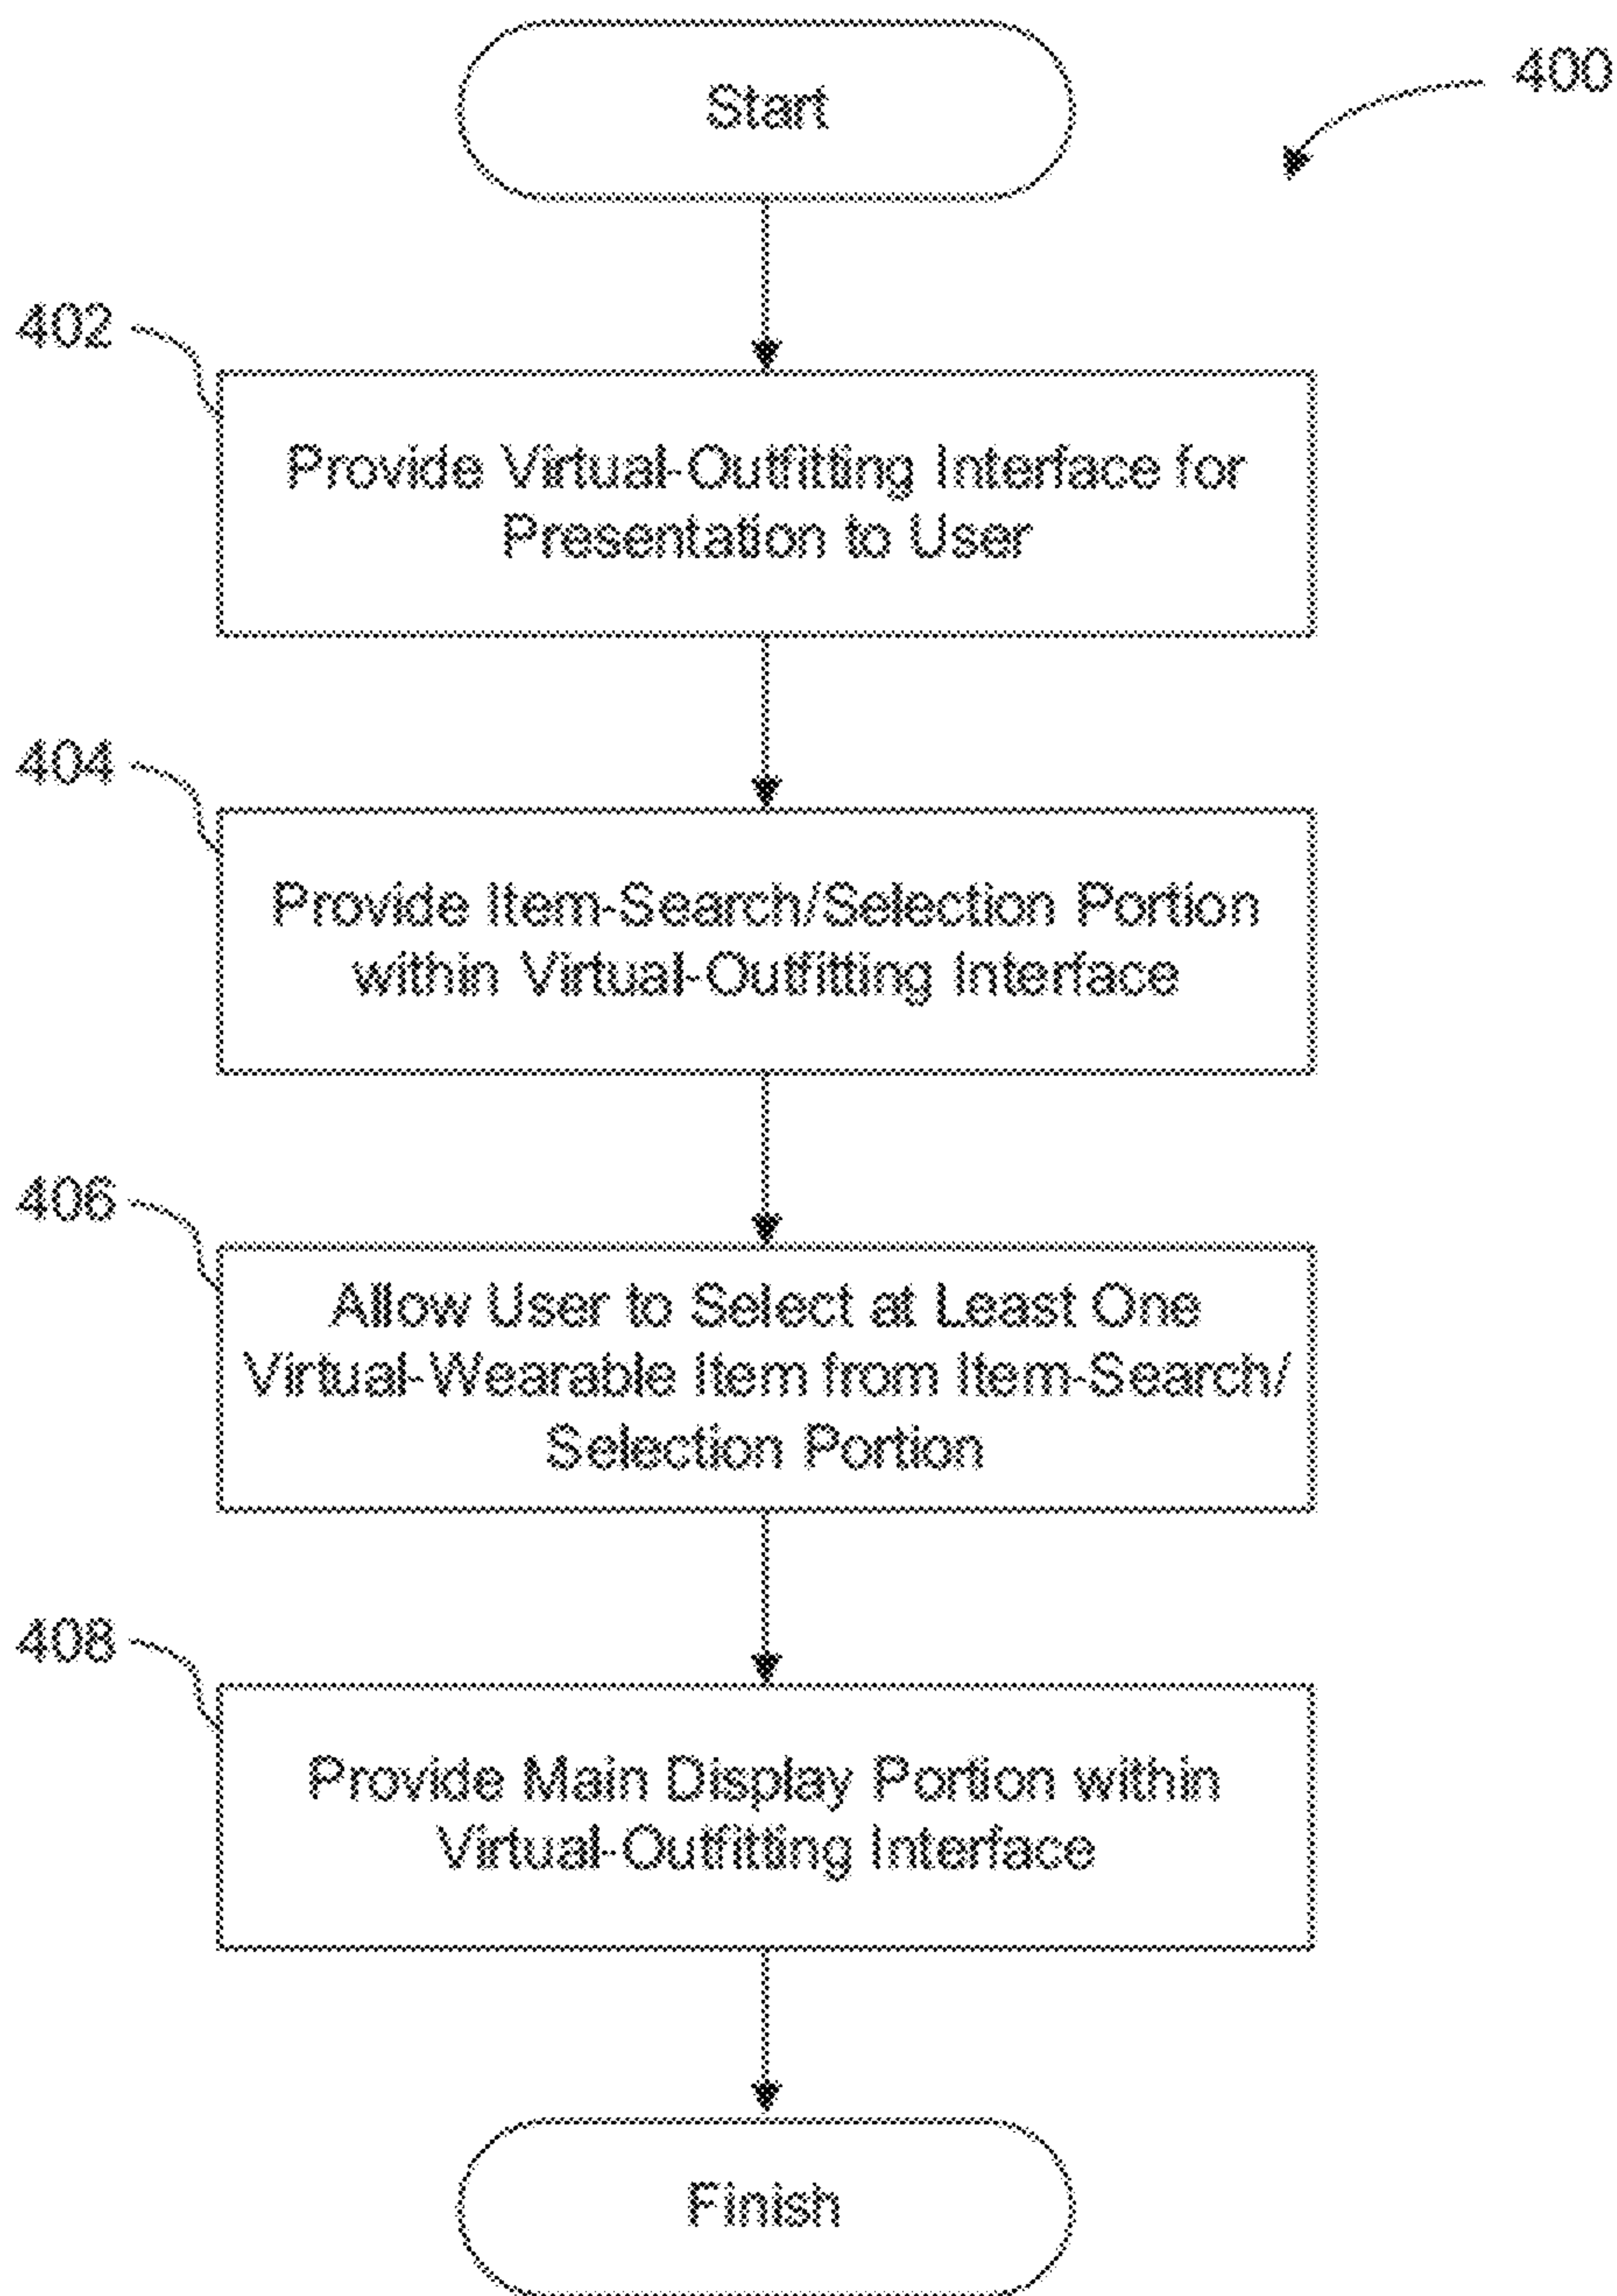 Start
400
402
Provide Virtual-Outfitting Interface for
Presentation to User
404
Provide Item-Search/Selection Portion
within Virtual-Outfitting Interface
406
Allow User to Select at Least One
Virtual-Wearable Item from Item-Search/
Selection Portion
408
Provide Main Display Portion within
Virtual-Outfitting Interface
Finish